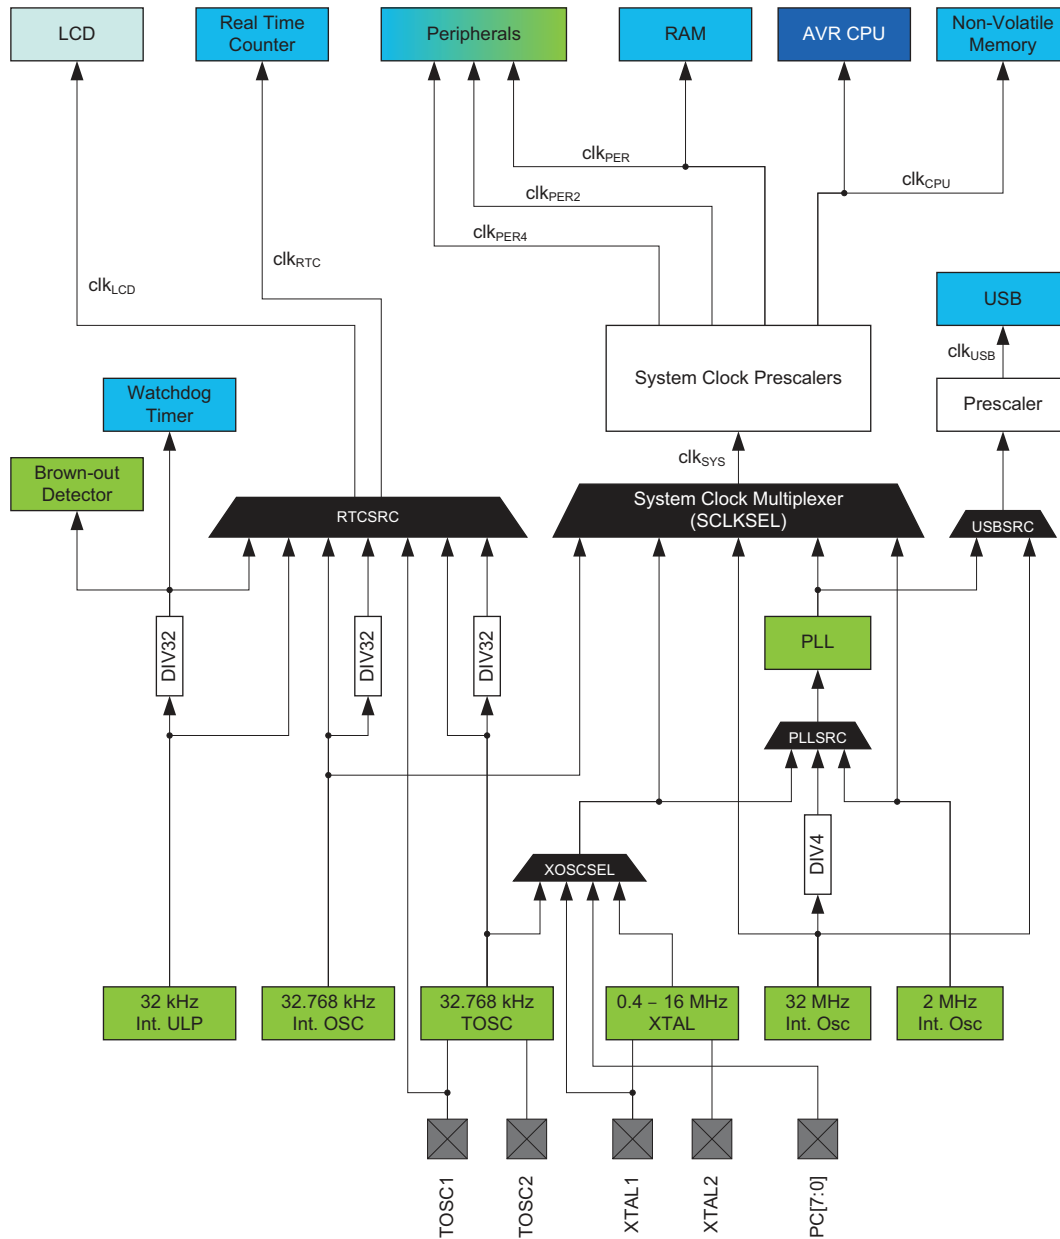 LCD
Real Time
Counter
Peripherals
RAM
AVR CPU
Non-Volatile
Memory
clkPER
clkPER2
clkCPU
clkPER4
clkRTC
clkLCD
USB
clkUSB
System Clock Prescalers
Prescaler
Watchdog
Timer
clkSYS
Brown-out
Detector
RTCSRC
System Clock Multiplexer
(SCLKSEL)
USBSRC
DIV32
DIV32
DIV32
PLL
PLLSRC
DIV4
XOSCSEL
32 kHz
Int. ULP
32.768 kHz
Int. OSC
32.768 kHz
TOSC
0.4 – 16 MHz
XTAL
32 MHz
Int. Osc
2 MHz
Int. Osc
TOSC1
TOSC2
XTAL1
XTAL2
PC[7:0]